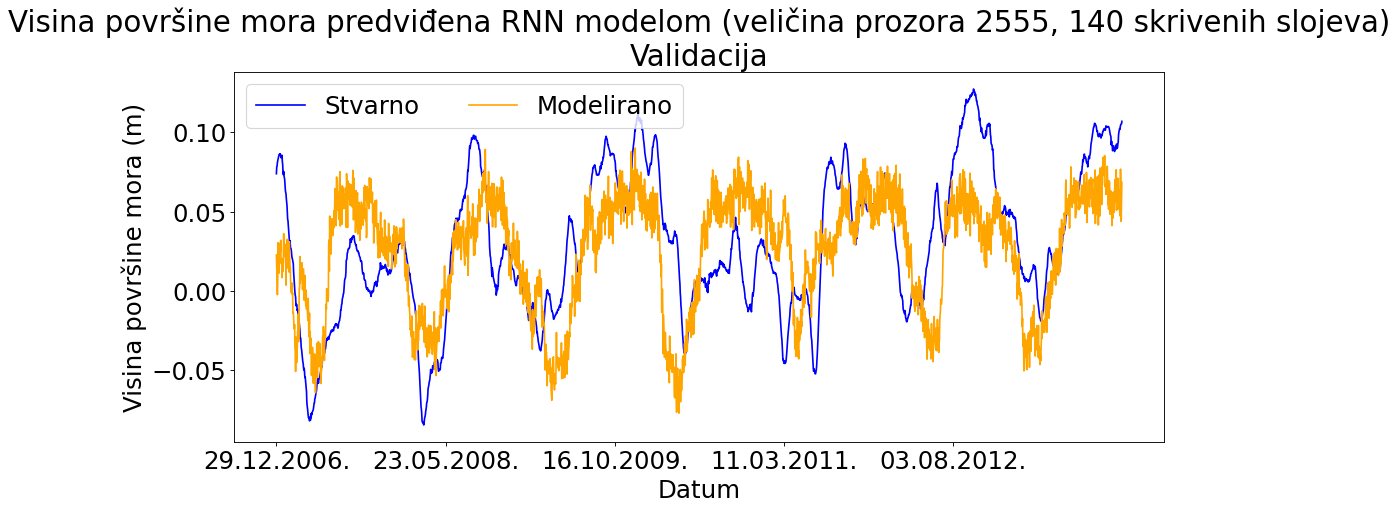 Visina površine mora predviđena RNN modelom (veličina prozora 2555, 140 skrivenih slojeva)
Validacija
Stvarno
Modelirano
Visina površine mora (m)
0.10
0.05
0.00
−0.05
29.12.2006.
23.05.2008.
16.10.2009.
11.03.2011.
03.08.2012.
Datum